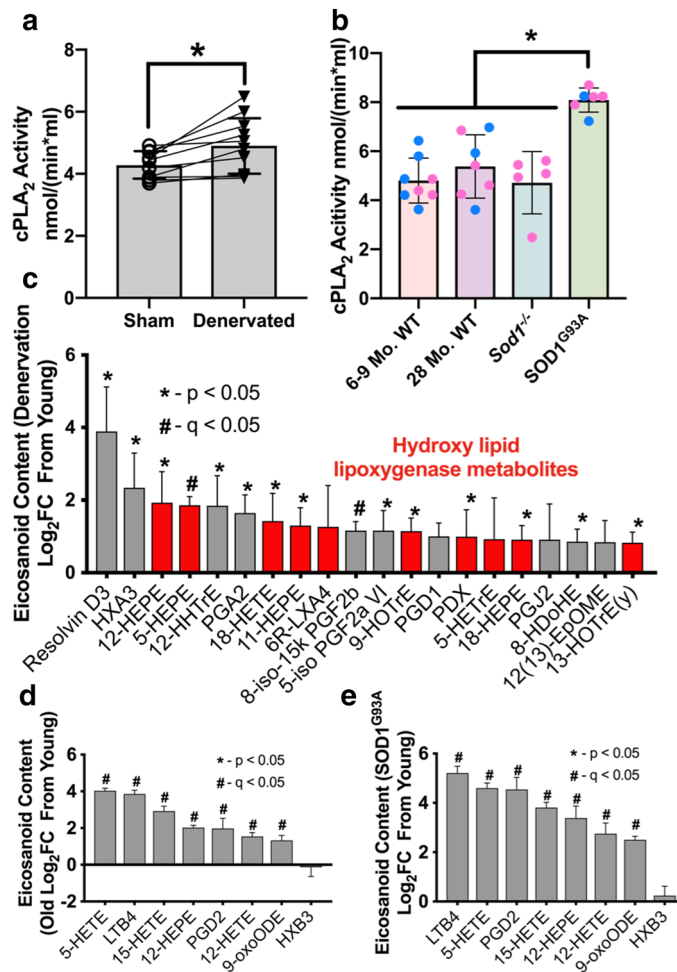 a
*
cPLA₂ Activity
nmol/(min*ml)
8
6
4
2
0
Sham
Denervated
b
*
cPLA₂ Acitivity nmol/(min*ml)
10
8
6
4
2
0
6-9 Mo. WT
28 Mo. WT
Sod1-/-
SOD1G93A
c
Eicosanoid Content (Denervation
Log₂FC From Young)
6
4
2
0
* - p < 0.05
# - q < 0.05
Hydroxy lipid
lipoxygenase metabolites
* * * # * * * * # * * * * * *
Resolvin D3
HXA3
12-HEPE
5-HEPE
12-HHTrE
PGA2
18-HETE
11-HEPE
6R-LXA4
8-iso-15k PGF2b
5-iso PGF2a VI
9-HOTrE
PGD1
PDX
5-HETrE
18-HEPE
PGJ2
8-HDoHE
12(13)-EpOME
13-HOTrE(y)
d
Eicosanoid Content
(Old Log₂FC From Young)
6
4
2
0
-2
* - p < 0.05
# - q < 0.05
# # # # # # #
5-HETE
LTB4
15-HETE
12-HEPE
PGD2
12-HETE
9-oxoODE
HXB3
e
Eicosanoid Content (SOD1G93A
Log₂FC From Young)
6
4
2
0
* - p < 0.05
# - q < 0.05
# # # # # # #
LTB4
5-HETE
PGD2
15-HETE
12-HEPE
12-HETE
9-oxoODE
HXB3